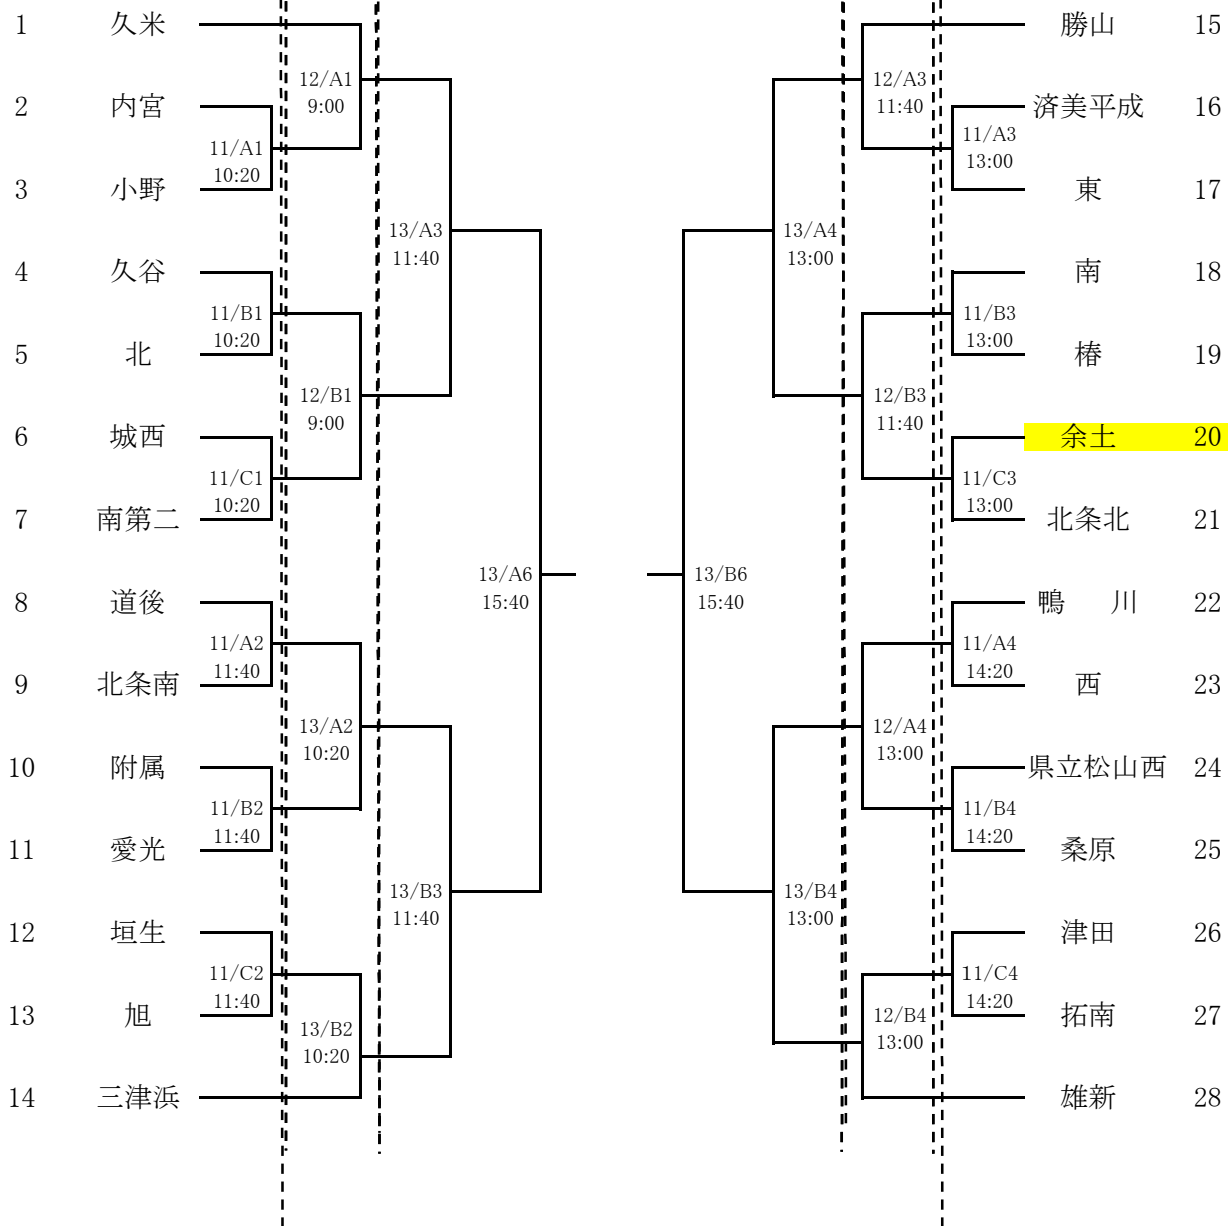 1 久米
12/A1
9:00
2 内宮
11/A1
10:20
3 小野
13/A3
11:40
4 久谷
11/B1
10:20
5 北
12/B1
9:00
6 城西
11/C1
10:20
7 南第二
13/A6
15:40
8 道後
11/A2
11:40
9 北条南
13/A2
10:20
10 附属
11/B2
11:40
11 愛光
13/B3
11:40
12 垣生
11/C2
11:40
13 旭
13/B2
10:20
14 三津浜
勝山 15
12/A3
11:40
済美平成 16
11/A3
13:00
東 17
13/A4
13:00
南 18
11/B3
13:00
椿 19
12/B3
11:40
余土 20
11/C3
13:00
北条北 21
13/B6
15:40
鴨 川 22
11/A4
14:20
西 23
12/A4
13:00
県立松山西 24
11/B4
14:20
桑原 25
13/B4
13:00
津田 26
11/C4
14:20
拓南 27
12/B4
13:00
雄新 28